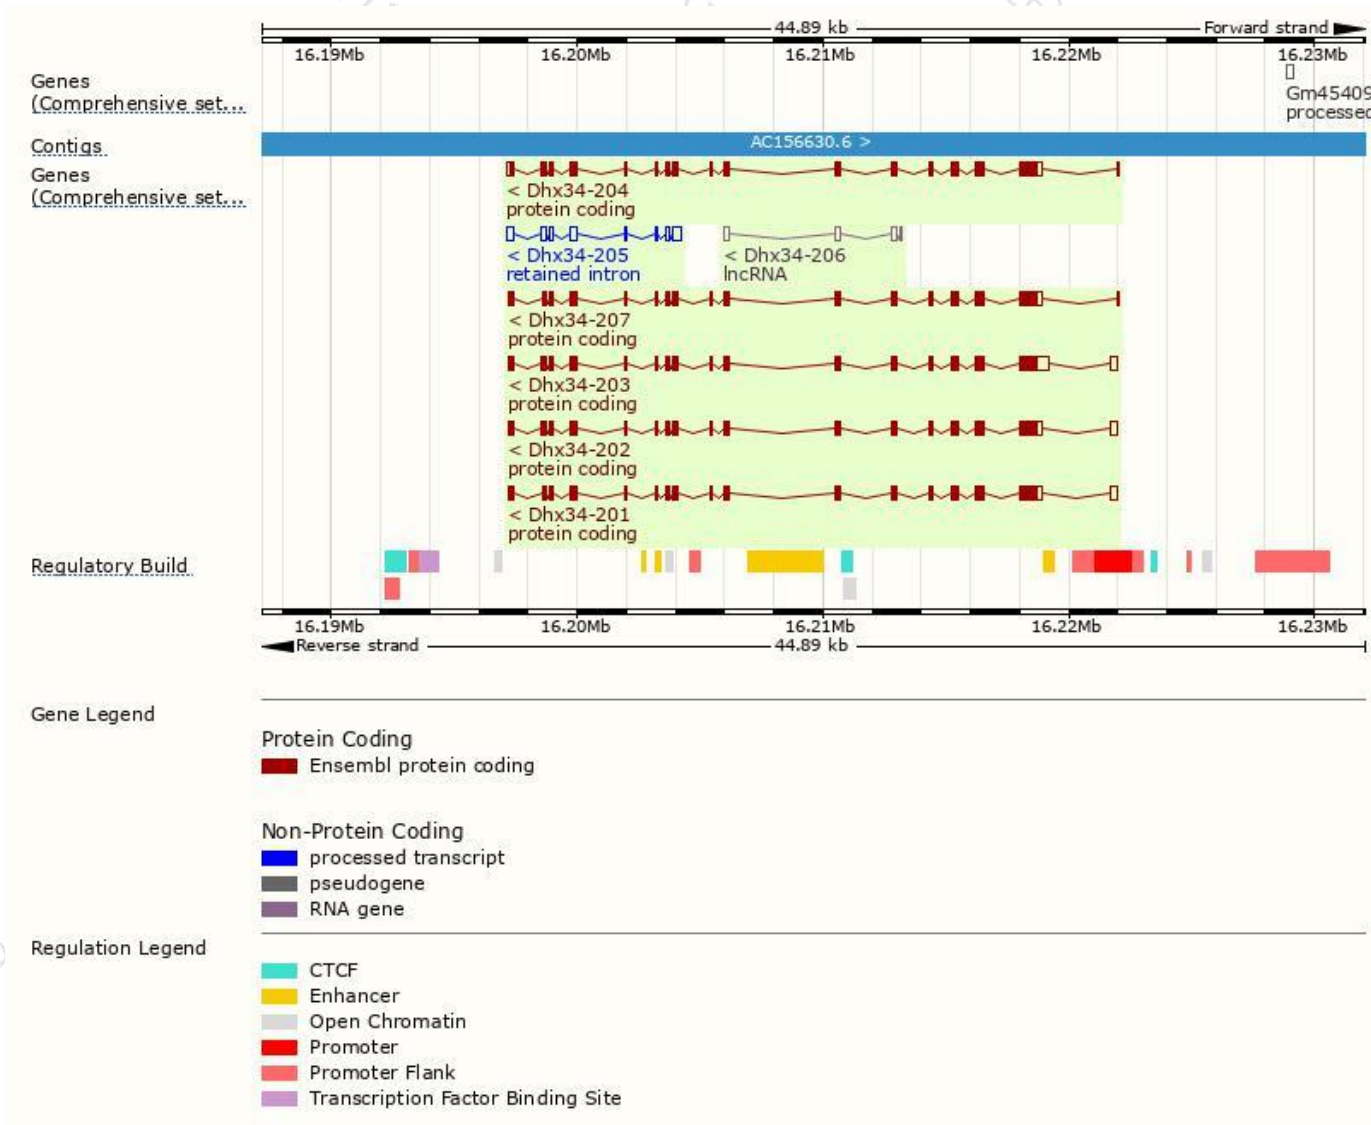 44.89 kb
Forward strand
16.19Mb 16.20Mb 16.21Mb 16.22Mb 16.23Mb
Genes
(Comprehensive set...
Gm45409
processed
Contigs
AC156630.6 >
Genes
(Comprehensive set...
< Dhx34-204
protein coding
< Dhx34-205
retained intron
< Dhx34-206
lncRNA
< Dhx34-207
protein coding
< Dhx34-203
protein coding
< Dhx34-202
protein coding
< Dhx34-201
protein coding
Regulatory Build
16.19Mb 16.20Mb 16.21Mb 16.22Mb 16.23Mb
Reverse strand
44.89 kb
Gene Legend
Protein Coding
Ensembl protein coding
Non-Protein Coding
processed transcript
pseudogene
RNA gene
Regulation Legend
CTCF
Enhancer
Open Chromatin
Promoter
Promoter Flank
Transcription Factor Binding Site